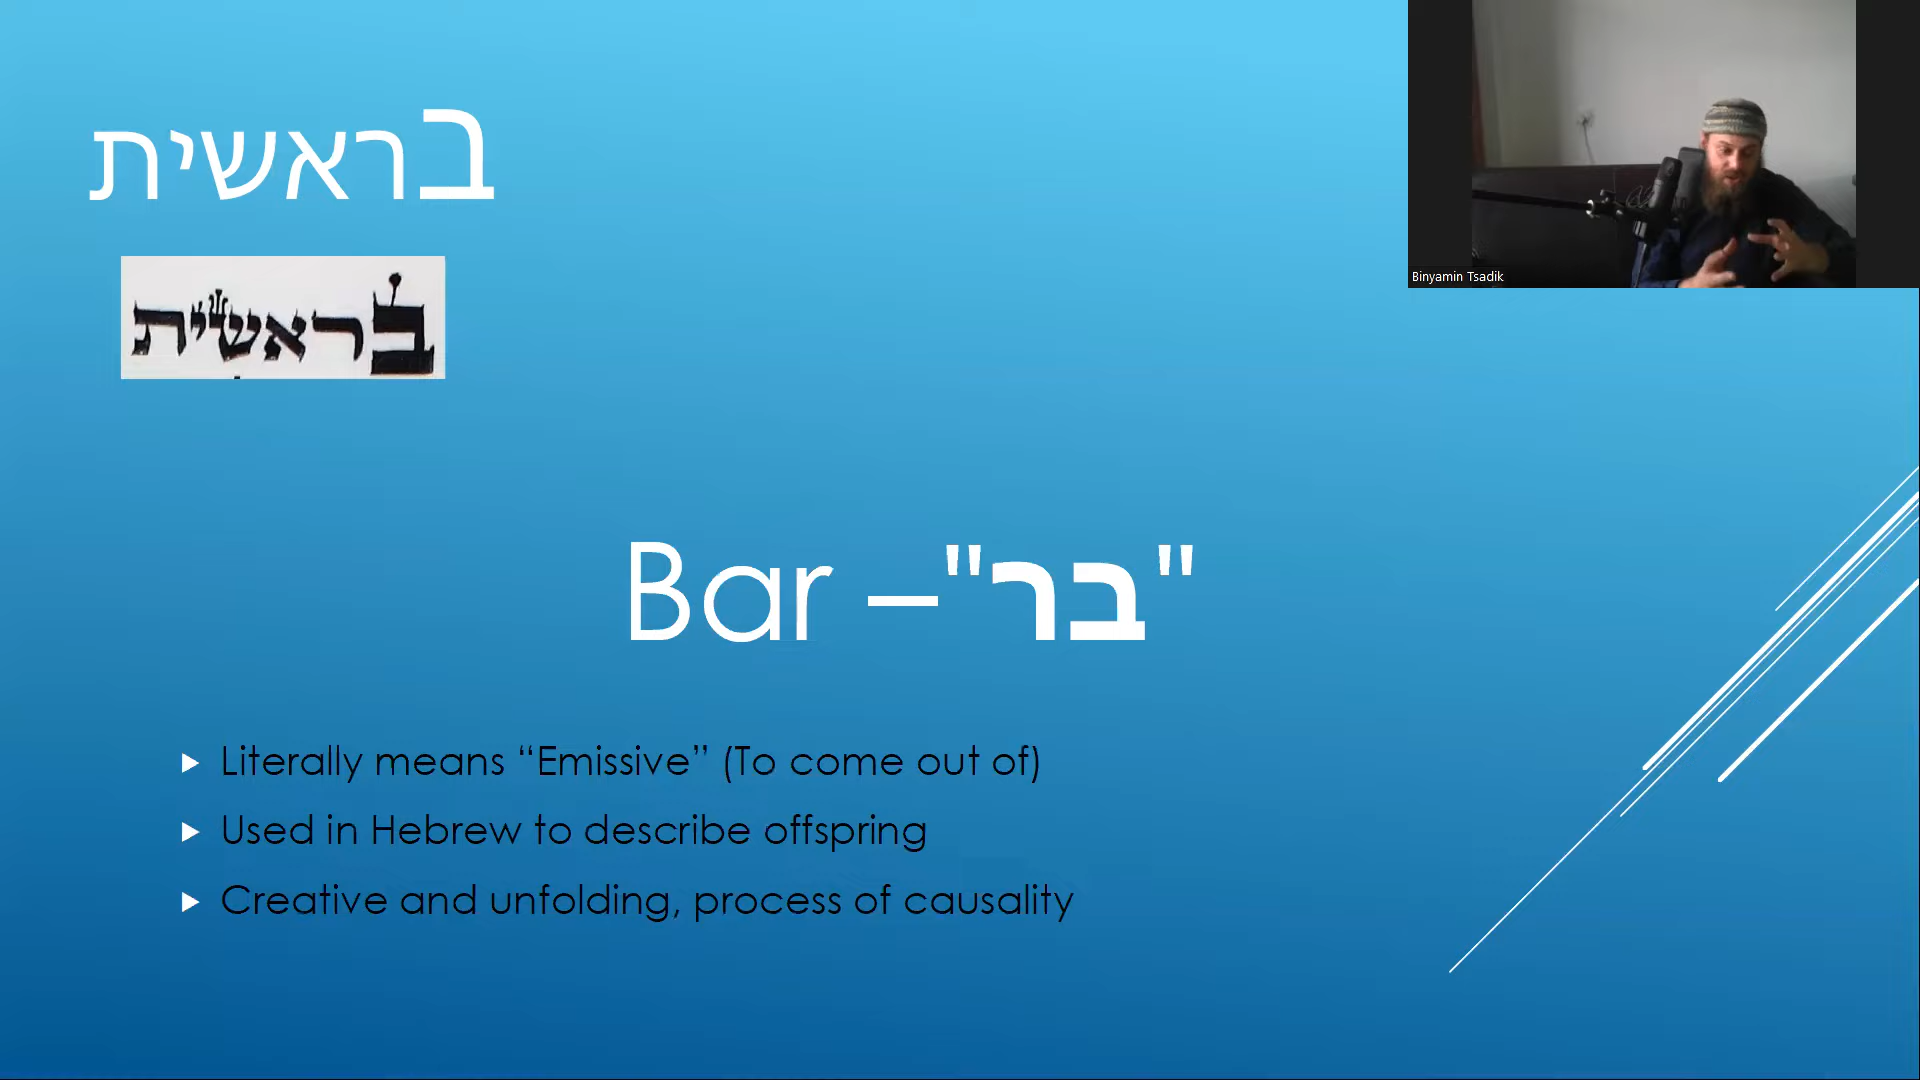 בראשית
בראשית
Bar –"בר"
Literally means “Emissive” (To come out of)
Used in Hebrew to describe offspring
Creative and unfolding, process of causality
Binyamin Tsadik